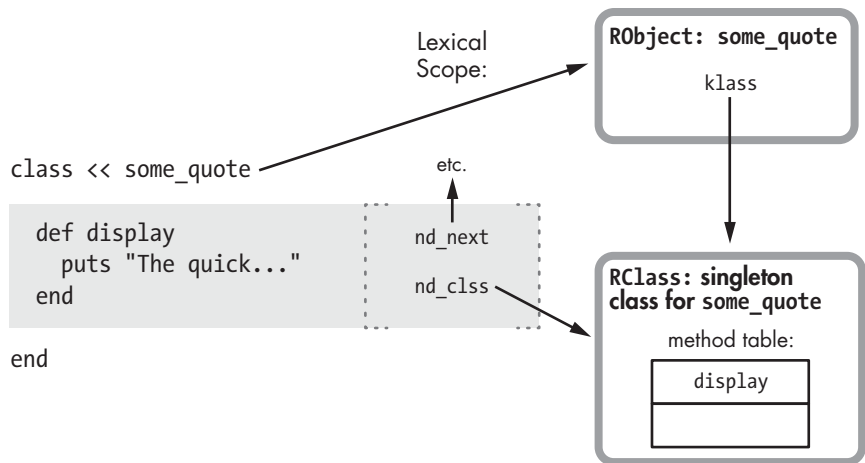 Lexical
Scope:
RObject: some_quote
klass
class << some_quote
etc.
def display
puts "The quick..."
end
nd_next
nd_clss
end
RClass: singleton
class for some_quote
method table:
display